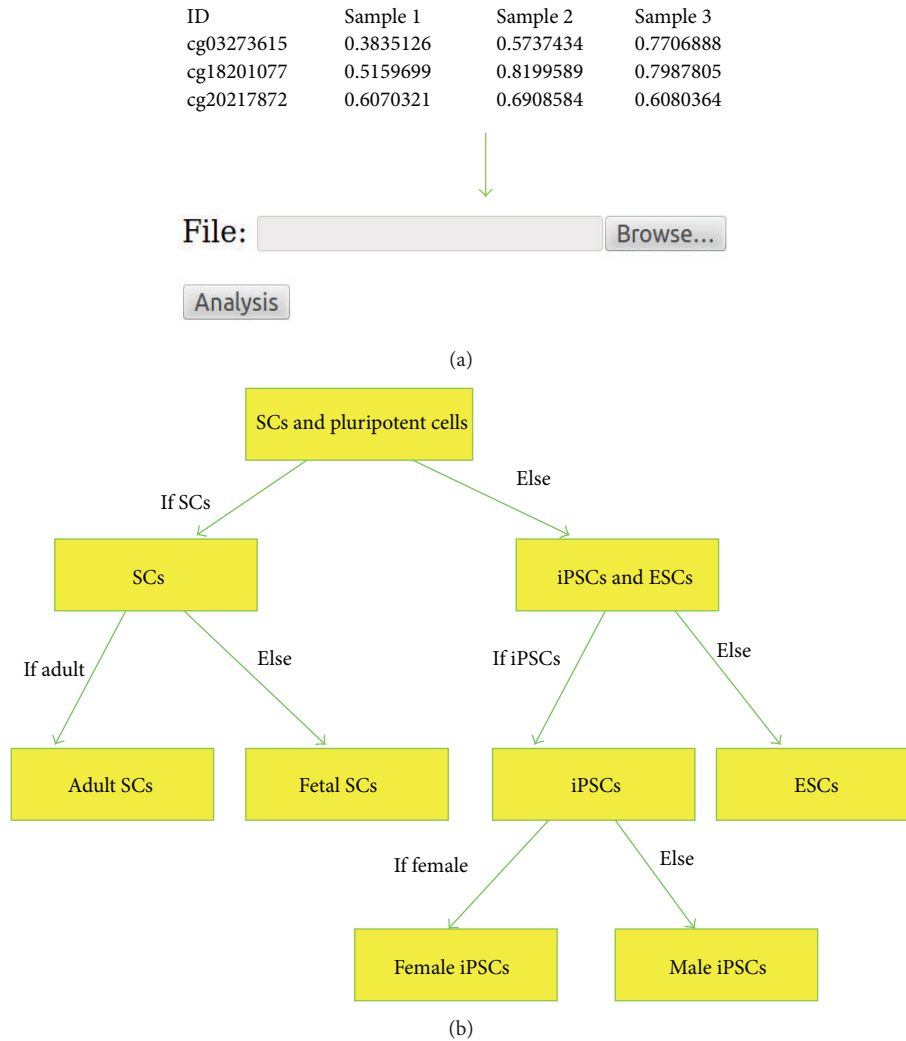 ID Sample 1 Sample 2 Sample 3
cg03273615 0.3835126 0.5737434 0.7706888
cg18201077 0.5159699 0.8199589 0.7987805
cg20217872 0.6070321 0.6908584 0.6080364
File: Browse...
Analysis
(a)
SCs and pluripotent cells
If SCs
Else
SCs
iPSCs and ESCs
If adult
Else
If iPSCs
Else
Adult SCs
Fetal SCs
iPSCs
ESCs
If female
Else
Female iPSCs
Male iPSCs
(b)